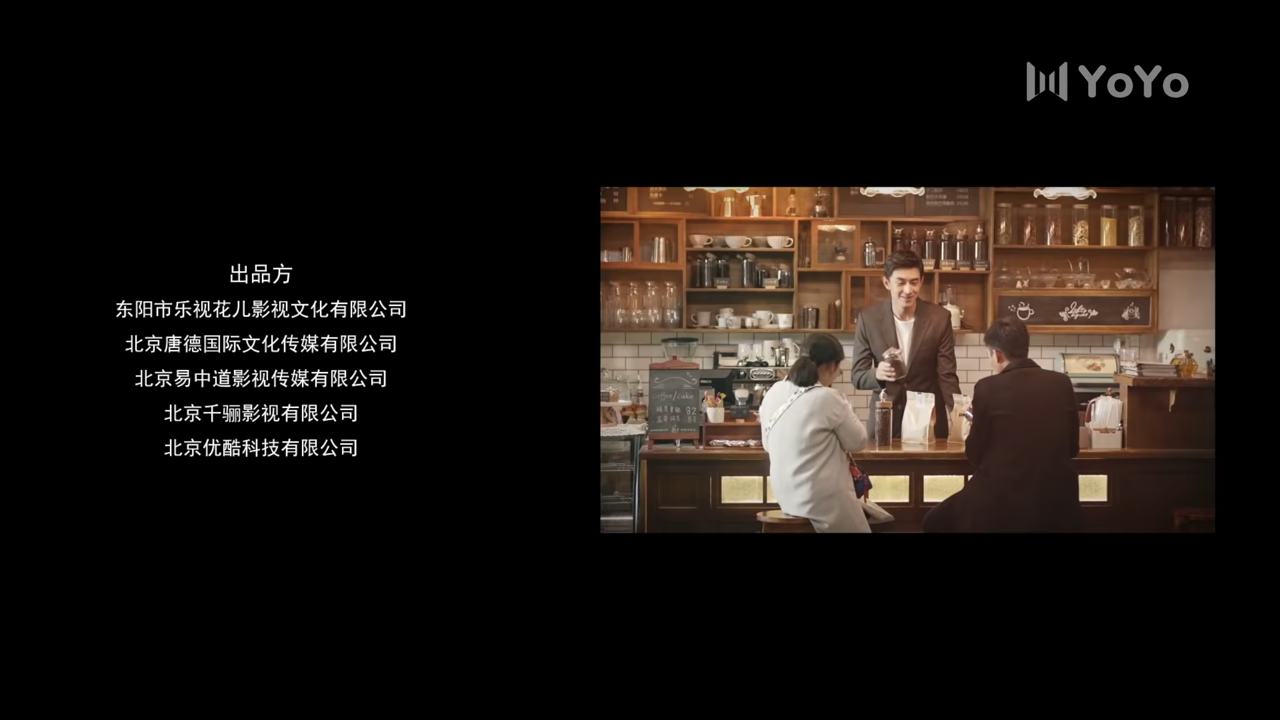 YoYo
出品方
东阳市乐视花儿影视文化有限公司
北京唐德国际文化传媒有限公司
北京易中道影视传媒有限公司
北京千骊影视有限公司
北京优酷科技有限公司
coffee/cake